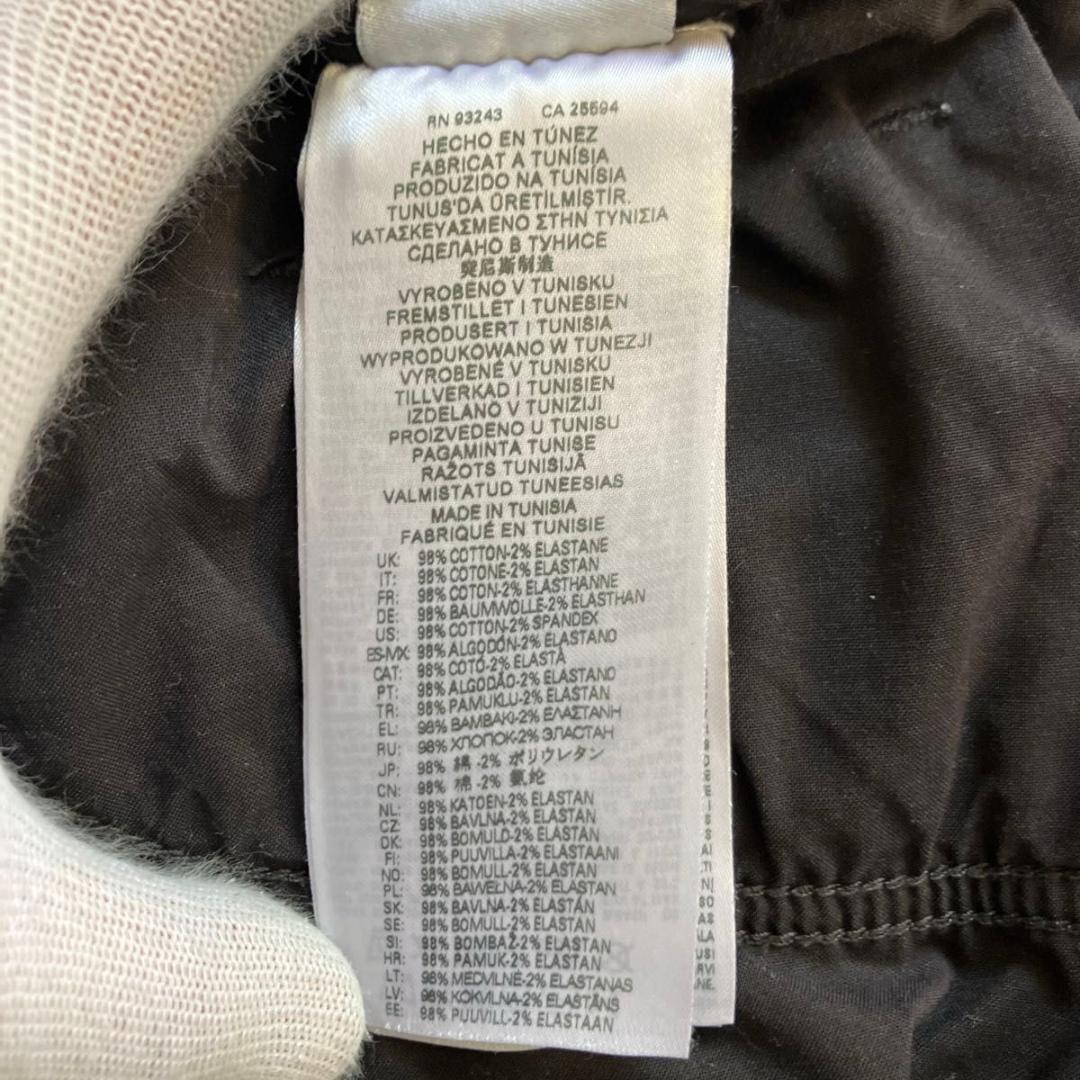 RN 93243 CA 25594
HECHO EN TÚNEZ
FABRICAT A TUNÍSIA
PRODUZIDO NA TUNÍSIA
TUNUS'DA ÜRETILMIŞTIR.
ΚΑΤΑΣΚΕΥΑΣΜΕΝΟ ΣΤΗΝ ΤΥΝΙΣΙΑ
СДЕЛАНО В ТУНИСЕ
突尼斯制造
VYROBENO V TUNISKU
FREMSTILLET I TUNESIEN
PRODUSERT I TUNISIA
WYPRODUKOWANO W TUNEZJI
VYROBENÉ V TUNISKU
TILLVERKAD I TUNISIEN
IZDELANO V TUNIZIJI
PROIZVEDENO U TUNISU
PAGAMINTA TUNISE
RAŽOTS TUNISIJĀ
VALMISTATUD TUNEESIAS
MADE IN TUNISIA
FABRIQUÉ EN TUNISIE
UK: 98% COTTON-2% ELASTANE
IT: 98% COTONE-2% ELASTAN
FR: 98% COTON-2% ELASTHANNE
DE: 98% BAUMWOLLE-2% ELASTHAN
US: 98% COTTON-2% SPANDEX
ES-MX: 98% ALGODÓN-2% ELASTANO
CAT: 98% COTÓ-2% ELASTÀ
PT: 98% ALGODÃO-2% ELASTANO
TR: 98% PAMUKLU-2% ELASTAN
EL: 98% ΒΑΜΒΑΚΙ-2% ΕΛΑΣΤΑΝΗ
RU: 98% ХЛОПОК-2% ЭЛАСТАН
JP: 98% 綿 -2% ポリウレタン
CN: 98% 棉 -2% 氨纶
NL: 98% KATOEN-2% ELASTAN
CZ: 98% BAVLNA-2% ELASTAN
DK: 98% BOMULD-2% ELASTAN
FI: 98% PUUVILLA-2% ELASTAANI
NO: 98% BOMULL-2% ELASTAN
PL: 98% BAWEŁNA-2% ELASTAN
SK: 98% BAVLNA-2% ELASTÁN
SE: 98% BOMULL-2% ELASTAN
SI: 98% BOMBAŽ-2% ELASTAN
HR: 98% PAMUK-2% ELASTAN
LT: 98% MEDVILNĖ-2% ELASTANAS
LV: 98% KOKVILNA-2% ELASTĀNS
EE: 98% PUUVILL-2% ELASTAAN